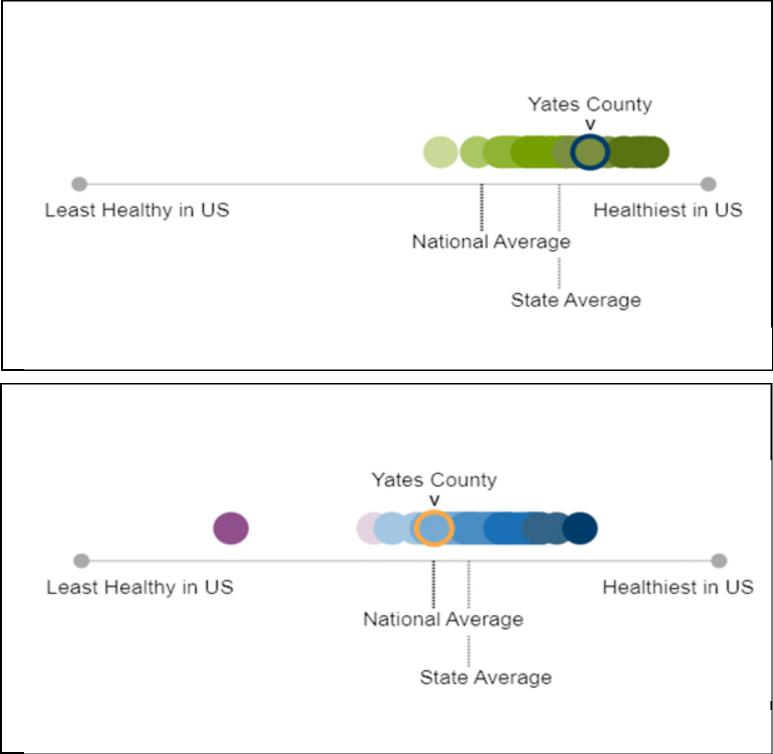 Yates County
v
Least Healthy in US
Healthiest in US
National Average
State Average
Yates County
v
Least Healthy in US
Healthiest in US
National Average
State Average